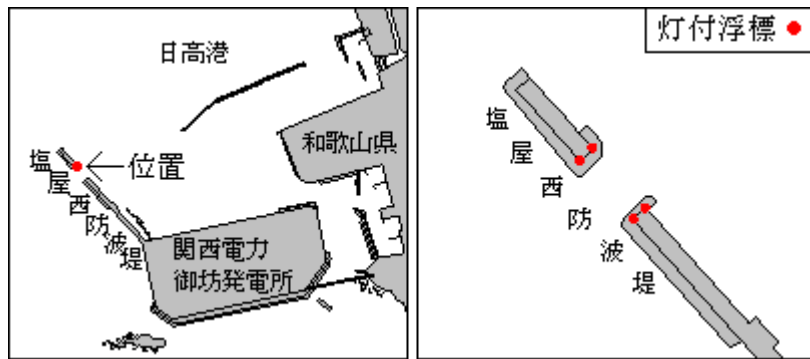 日高港
和歌山県
位置
塩屋西防波堤
関西電力
御坊発電所
灯付浮標
塩屋西防波堤